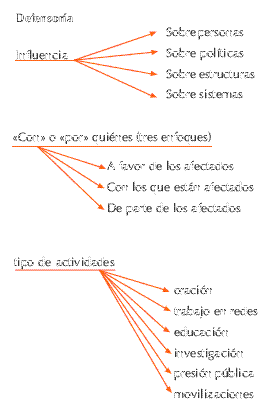 Defensoría
Influencia
Sobre personas
Sobre políticas
Sobre estructuras
Sobre sistemas
«Con» o «por» quiénes (tres enfoques)
A favor de los afectados
Con los que están afectados
De parte de los afectados
tipo de actividades
oración
trabajo en redes
educación
investigación
presión pública
movilizaciones